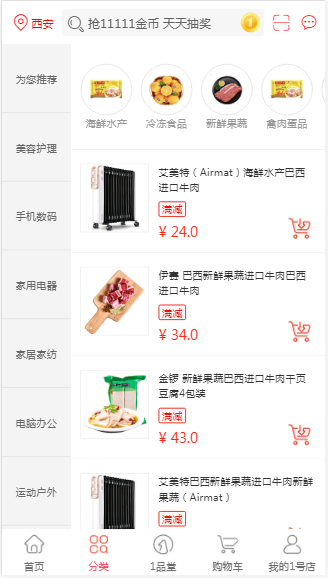 西安
抢11111金币 天天抽奖
1
为您推荐
美容护理
手机数码
家用电器
家居家纺
电脑办公
运动户外
海鲜水产
冷冻食品
新鲜果蔬
禽肉蛋品
艾美特（Airmat）海鲜水产巴西
进口牛肉
满减
¥ 24.0
伊赛 巴西新鲜果蔬进口牛肉巴西
进口牛肉
满减
¥ 34.0
金锣 新鲜果蔬巴西进口牛肉千页
豆腐4包装
满减
¥ 43.0
艾美特巴西新鲜果蔬进口牛肉新鲜
果蔬（Airmat）
满减
首页
分类
1品堂
购物车
我的1号店